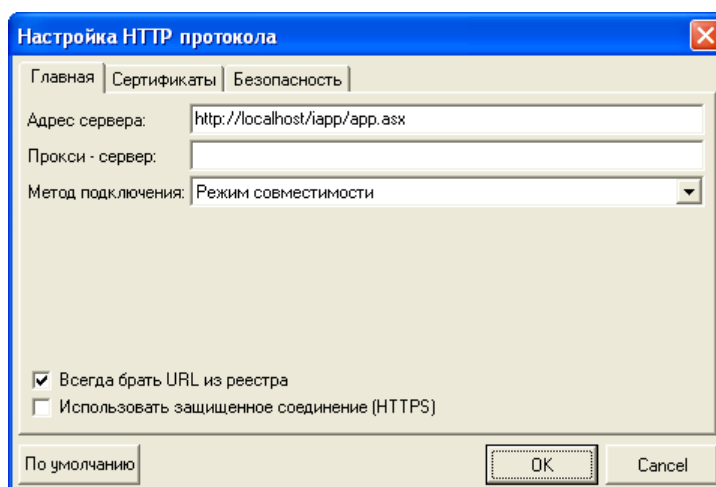 Настройка HTTP протокола
Главная Сертификаты Безопасность
Адрес сервера: http://localhost/iapp/app.asx
Прокси - сервер:
Метод подключения: Режим совместимости
Всегда брать URL из реестра
Использовать защищенное соединение (HTTPS)
По умолчанию OK Cancel